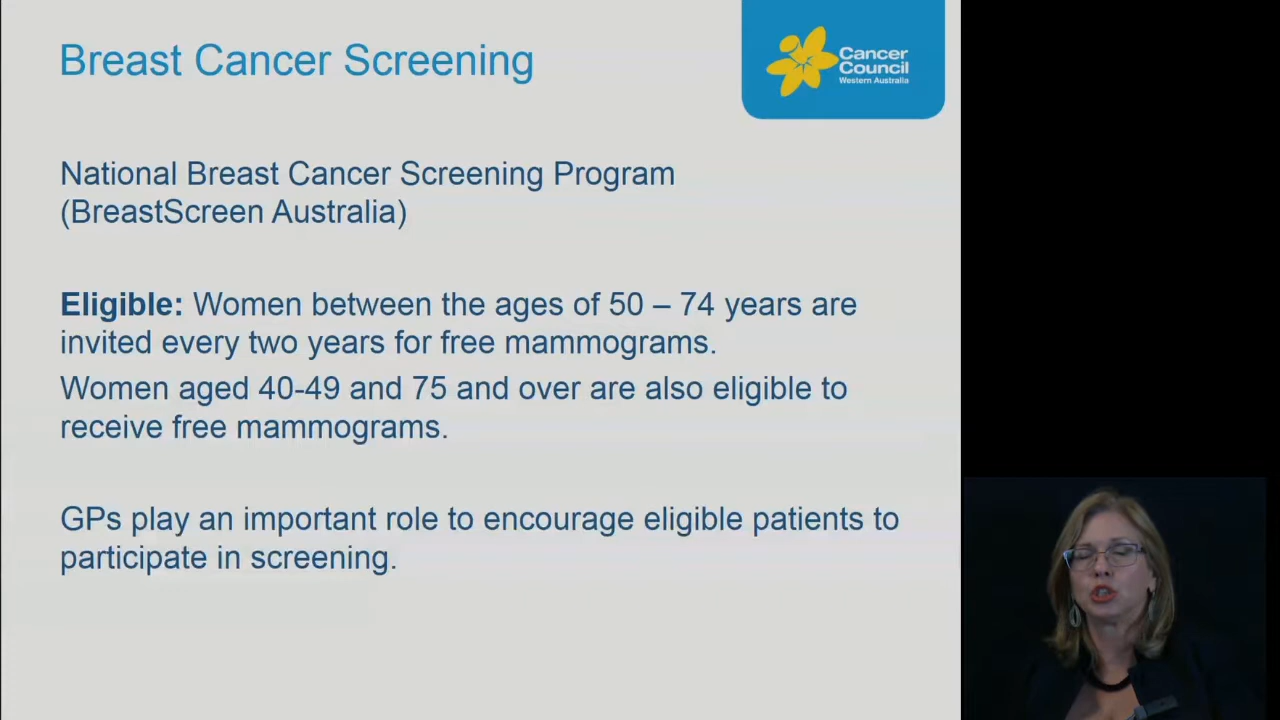 Breast Cancer Screening
Cancer
Council
Western Australia
National Breast Cancer Screening Program
(BreastScreen Australia)
Eligible: Women between the ages of 50 – 74 years are
invited every two years for free mammograms.
Women aged 40-49 and 75 and over are also eligible to
receive free mammograms.
GPs play an important role to encourage eligible patients to
participate in screening.